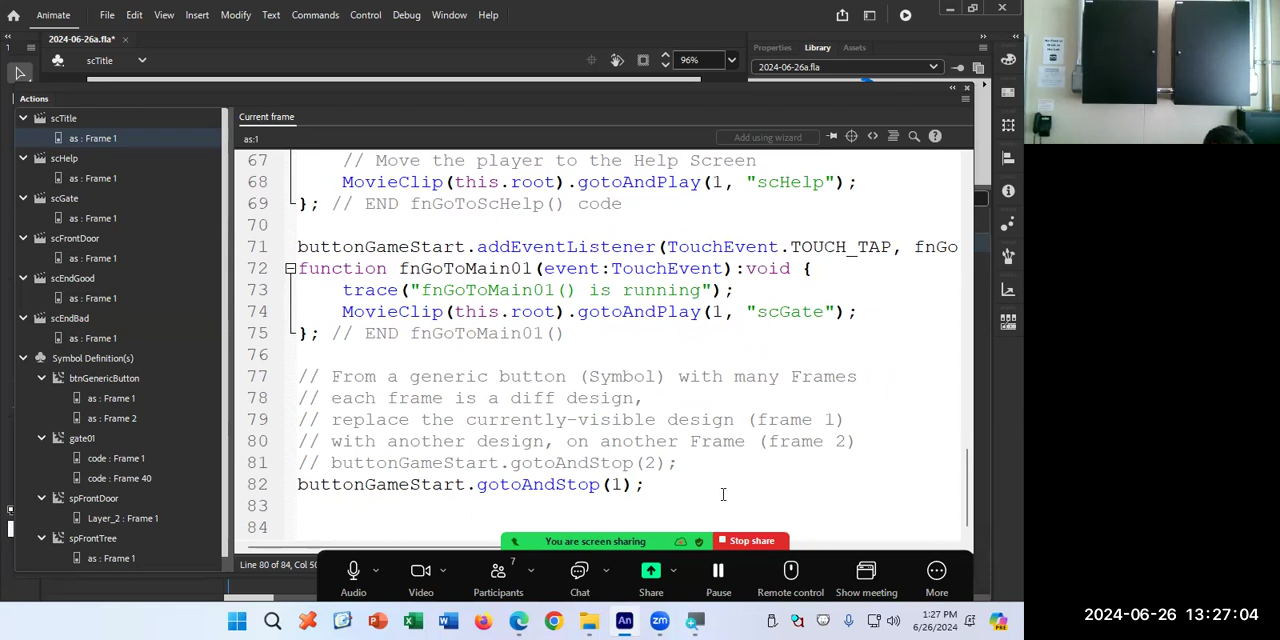 Animate File Edit View Insert Modify Text Commands Control Debug Window Help
2024-06-26a.fla* ×
scTitle 96%
Properties Library Assets
2024-06-26a.fla
Actions
scTitle
as : Frame 1
scHelp
as : Frame 1
scGate
as : Frame 1
scFrontDoor
as : Frame 1
scEndGood
as : Frame 1
scEndBad
as : Frame 1
Symbol Definition(s)
btnGenericButton
as : Frame 1
as : Frame 2
gate01
code : Frame 1
code : Frame 40
spFrontDoor
Layer_2 : Frame 1
spFrontTree
as : Frame 1
Current frame
as:1 Add using wizard
67 // Move the player to the Help Screen
68 MovieClip(this.root).gotoAndPlay(1, "scHelp");
69 }; // END fnGoToScHelp() code
70
71 buttonGameStart.addEventListener(TouchEvent.TOUCH_TAP, fnGo
72 function fnGoToMain01(event:TouchEvent):void {
73 trace("fnGoToMain01() is running");
74 MovieClip(this.root).gotoAndPlay(1, "scGate");
75 }; // END fnGoToMain01()
76
77 // From a generic button (Symbol) with many Frames
78 // each frame is a diff design,
79 // replace the currently-visible design (frame 1)
80 // with another design, on another Frame (frame 2)
81 // buttonGameStart.gotoAndStop(2);
82 buttonGameStart.gotoAndStop(1);
83
84
Line 80 of 84, Col 50
You are screen sharing Stop share
7
Audio Video Participants Chat Share Pause Remote control Show meeting More
1:27 PM
6/26/2024
2024-06-26 13:27:04